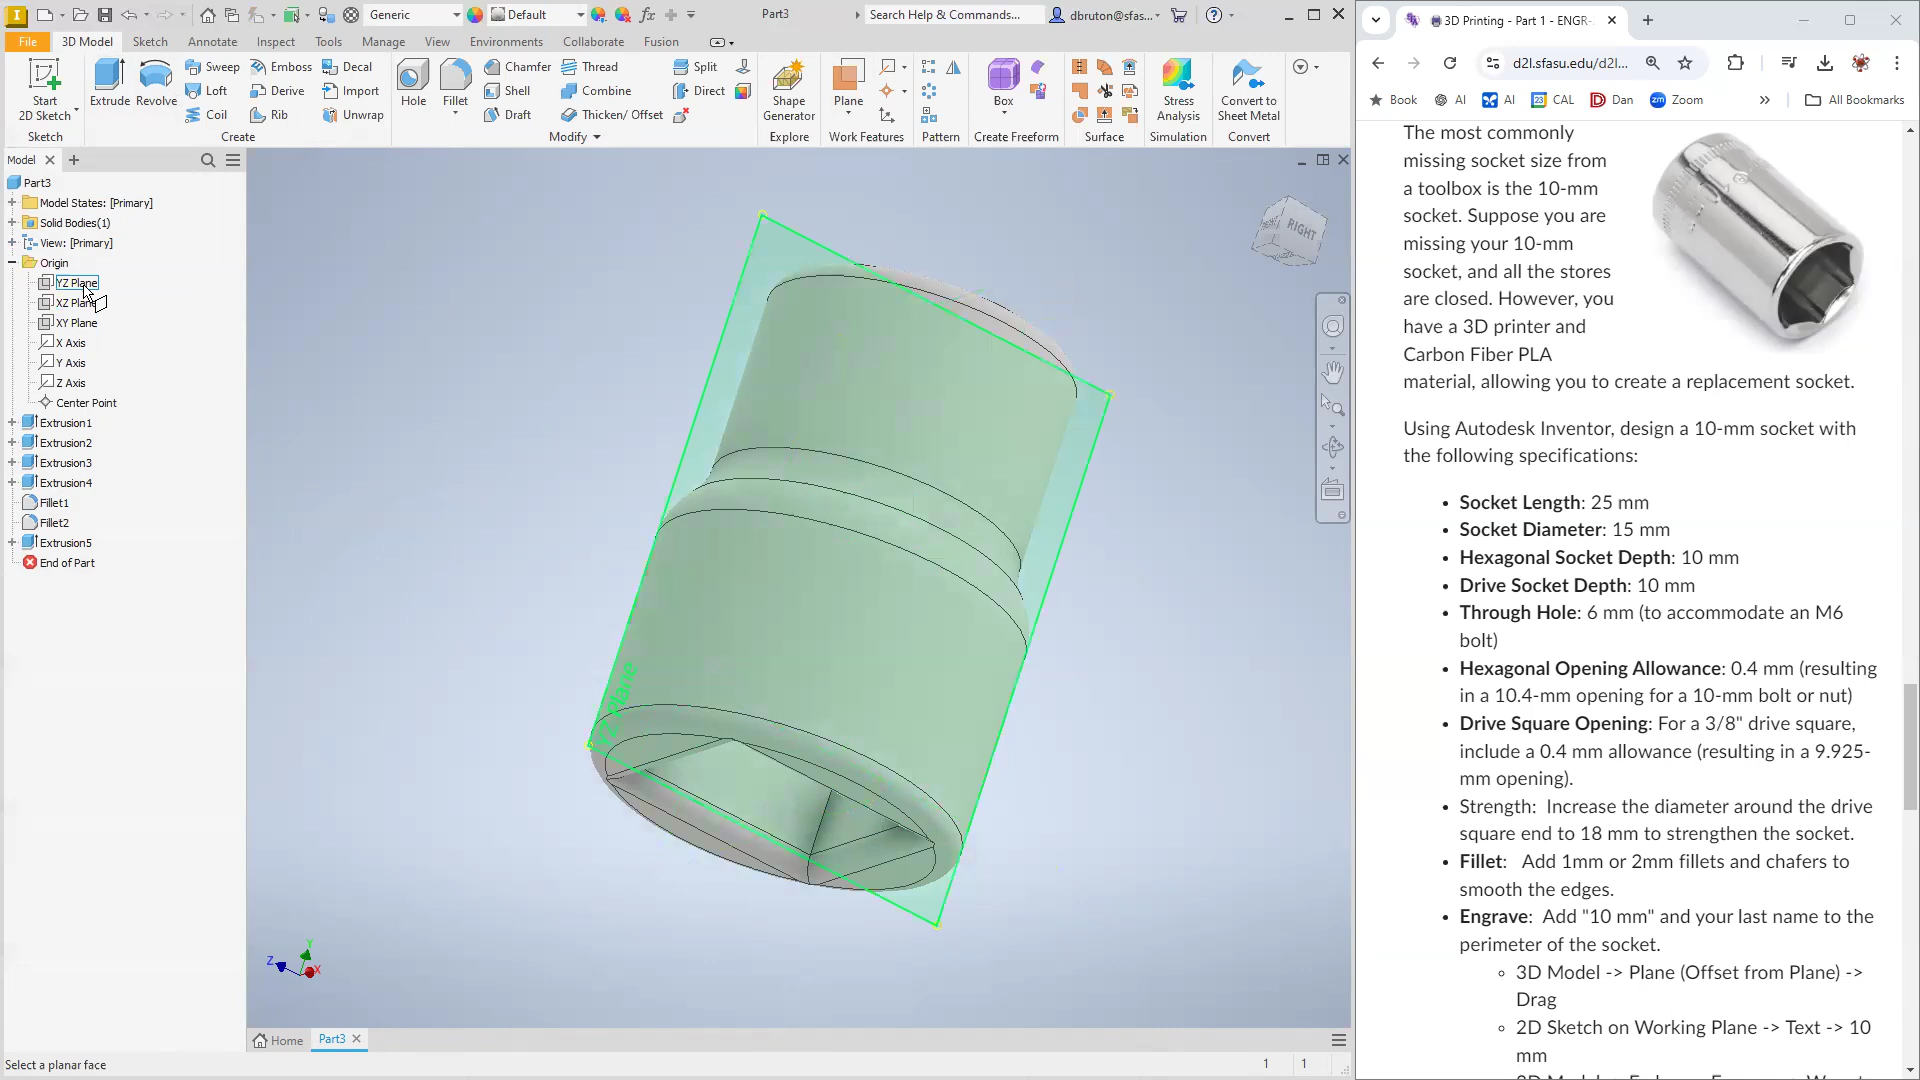 Generic
Default
Part3
Search Help & Commands...
dbruton@sfas...
File
3D Model
Sketch
Annotate
Inspect
Tools
Manage
View
Environments
Collaborate
Fusion
Start
2D Sketch
Sketch
Extrude
Revolve
Sweep
Loft
Coil
Emboss
Derive
Rib
Decal
Import
Unwrap
Create
Hole
Fillet
Chamfer
Shell
Draft
Thread
Combine
Thicken/ Offset
Split
Direct
Modify
Shape
Generator
Explore
Plane
Work Features
Pattern
Box
Create Freeform
Surface
Stress
Analysis
Simulation
Convert to
Sheet Metal
Convert
Model
Part3
Model States: [Primary]
Solid Bodies(1)
View: [Primary]
Origin
YZ Plane
XZ Plane
XY Plane
X Axis
Y Axis
Z Axis
Center Point
Extrusion1
Extrusion2
Extrusion3
Extrusion4
Fillet1
Fillet2
Extrusion5
End of Part
RIGHT
YZ Plane
Y
Z
X
Home
Part3
Select a planar face
1
1
3D Printing - Part 1 - ENGR-
d2l.sfasu.edu/d2l...
Book
AI
AI
CAL
Dan
Zoom
All Bookmarks
The most commonly
missing socket size from
a toolbox is the 10-mm
socket. Suppose you are
missing your 10-mm
socket, and all the stores
are closed. However, you
have a 3D printer and
Carbon Fiber PLA
material, allowing you to create a replacement socket.
Using Autodesk Inventor, design a 10-mm socket with
the following specifications:
Socket Length: 25 mm
Socket Diameter: 15 mm
Hexagonal Socket Depth: 10 mm
Drive Socket Depth: 10 mm
Through Hole: 6 mm (to accommodate an M6
bolt)
Hexagonal Opening Allowance: 0.4 mm (resulting
in a 10.4-mm opening for a 10-mm bolt or nut)
Drive Square Opening: For a 3/8" drive square,
include a 0.4 mm allowance (resulting in a 9.925-
mm opening).
Strength: Increase the diameter around the drive
square end to 18 mm to strengthen the socket.
Fillet: Add 1mm or 2mm fillets and chafers to
smooth the edges.
Engrave: Add "10 mm" and your last name to the
perimeter of the socket.
3D Model -> Plane (Offset from Plane) ->
Drag
2D Sketch on Working Plane -> Text -> 10
mm